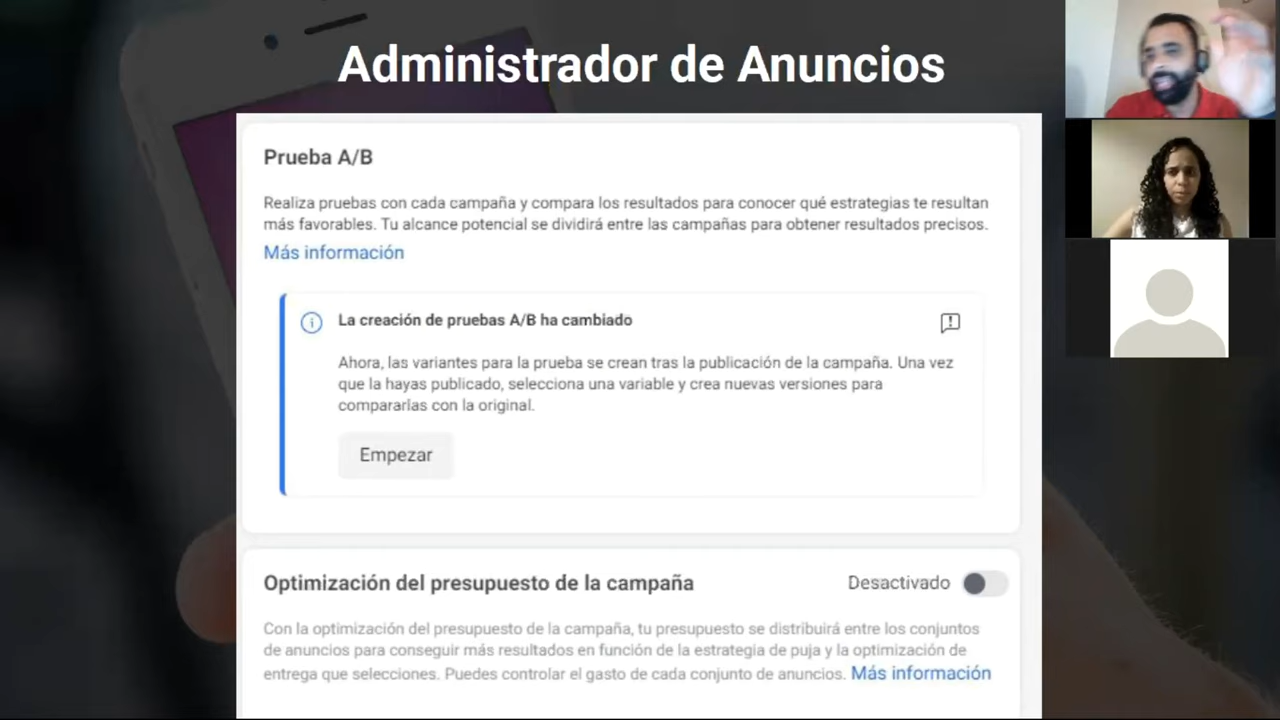 Administrador de Anuncios
Prueba A/B
Realiza pruebas con cada campaña y compara los resultados para conocer qué estrategias te resultan
más favorables. Tu alcance potencial se dividirá entre las campañas para obtener resultados precisos.
Más información
La creación de pruebas A/B ha cambiado
Ahora, las variantes para la prueba se crean tras la publicación de la campaña. Una vez
que la hayas publicado, selecciona una variable y crea nuevas versiones para
compararlas con la original.
Empezar
Optimización del presupuesto de la campaña
Desactivado
Con la optimización del presupuesto de la campaña, tu presupuesto se distribuirá entre los conjuntos
de anuncios para conseguir más resultados en función de la estrategia de puja y la optimización de
entrega que selecciones. Puedes controlar el gasto de cada conjunto de anuncios. Más información